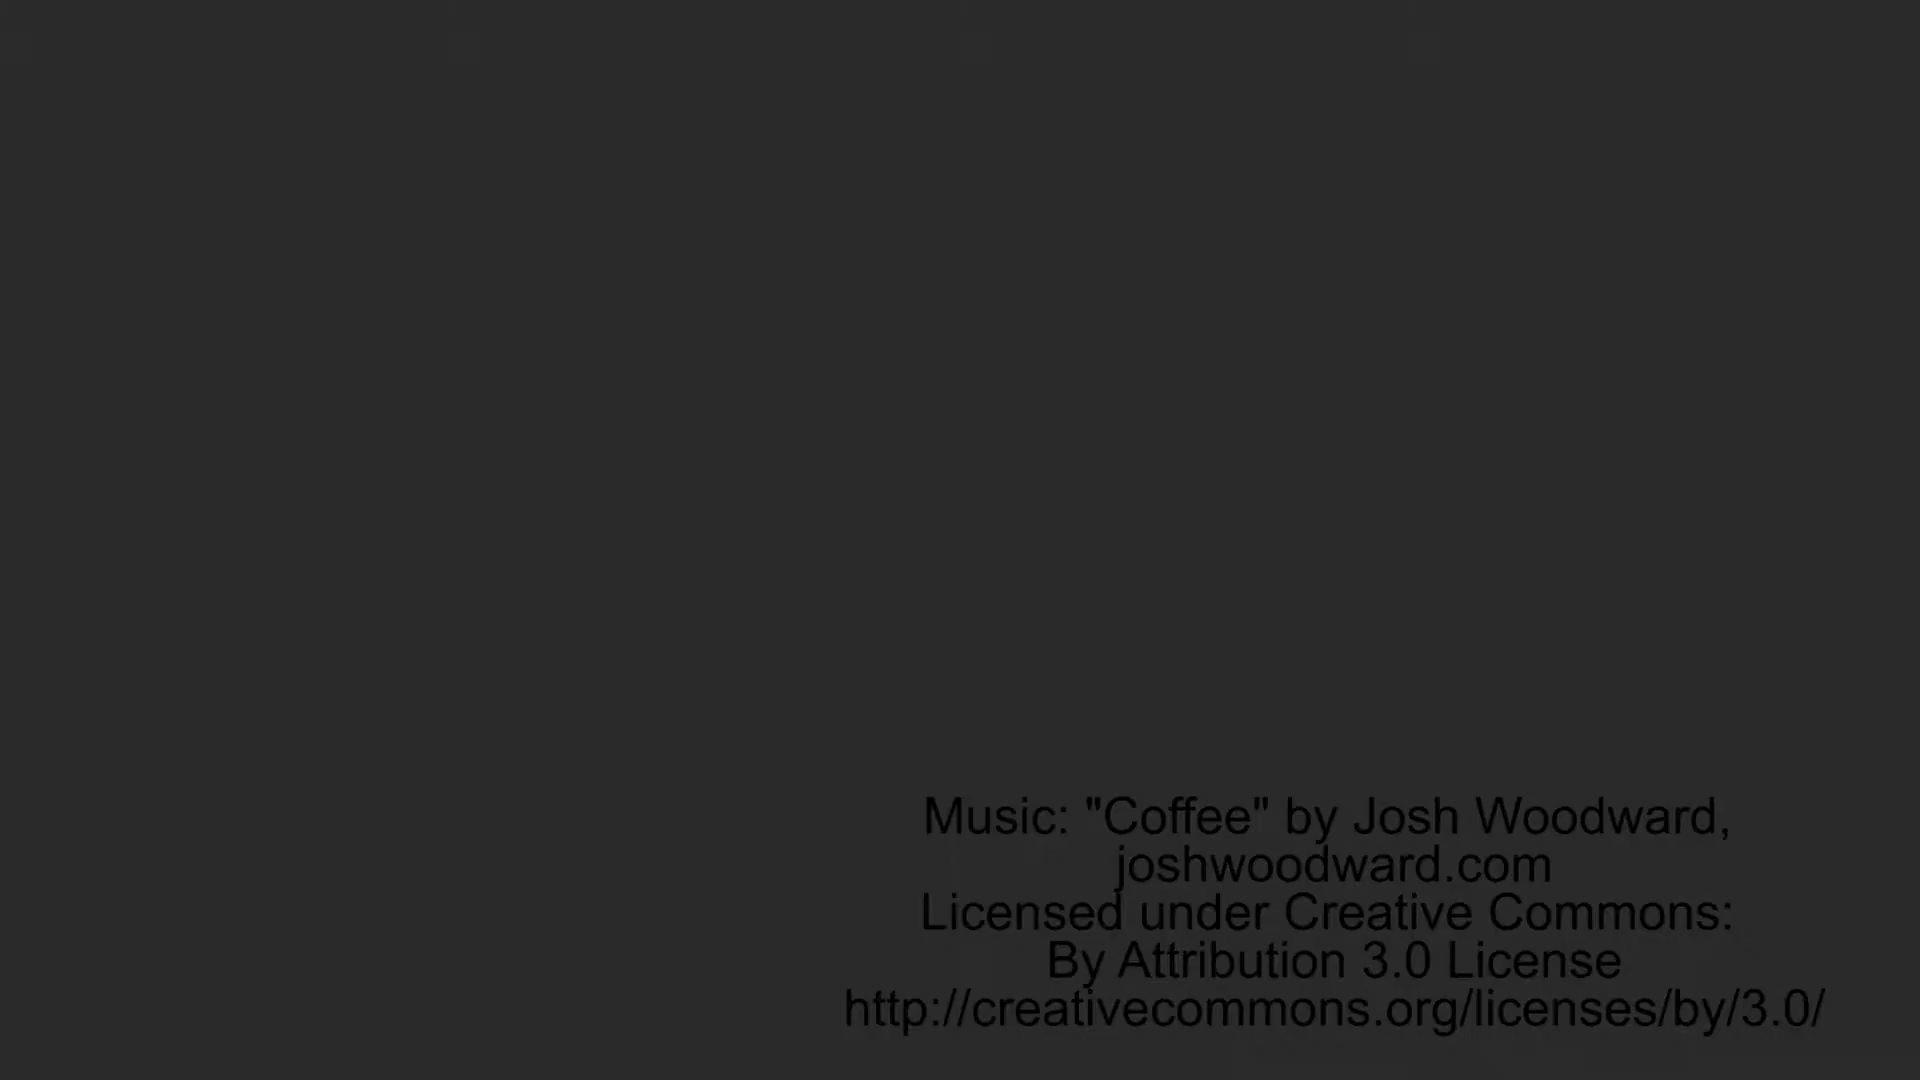 Music: "Coffee" by Josh Woodward,
joshwoodward.com
Licensed under Creative Commons:
By Attribution 3.0 License
http://creativecommons.org/licenses/by/3.0/